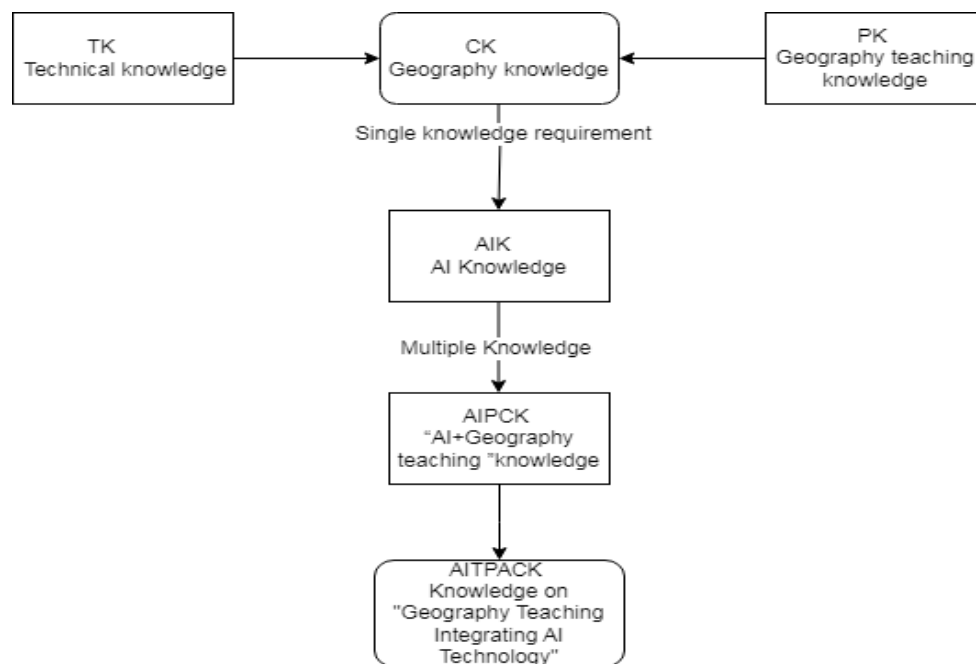 TK
Technical knowledge
CK
Geography knowledge
PK
Geography teaching
knowledge
Single knowledge requirement
AIK
AI Knowledge
Multiple Knowledge
AIPCK
“AI+Geography
teaching ”knowledge
AITPACK
Knowledge on
"Geography Teaching
Integrating AI
Technology"